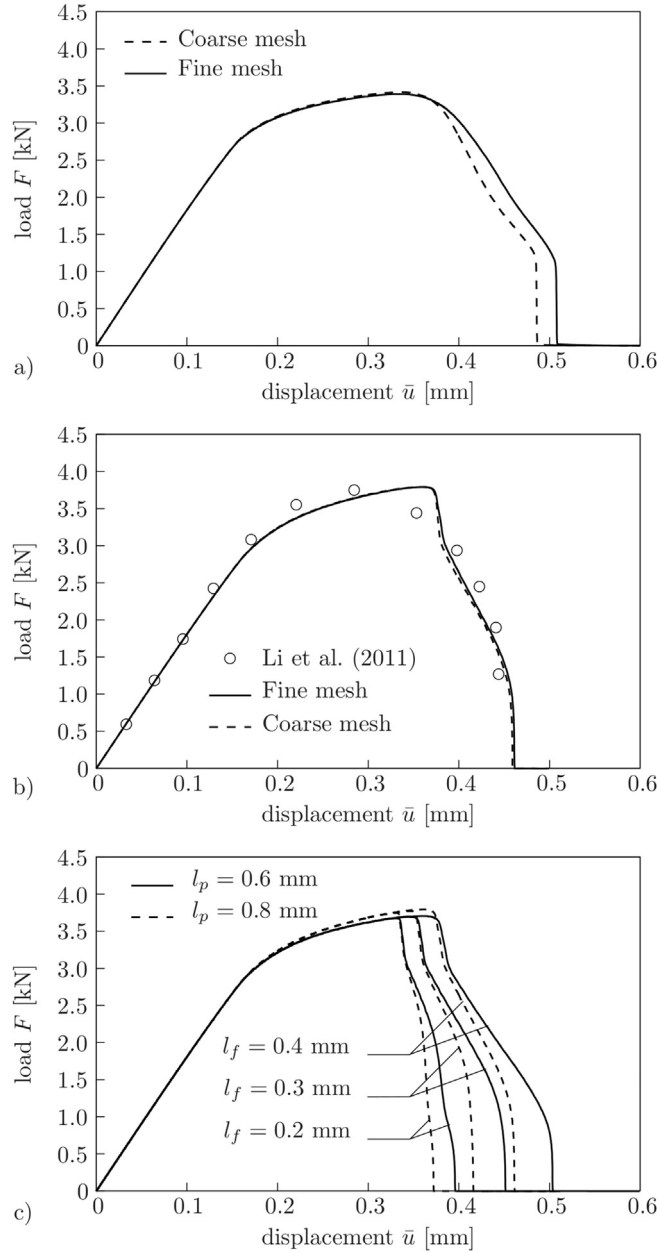 4.5
4.0
3.5
3.0
2.5
2.0
1.5
1.0
0.5
0
load F [kN]
Coarse mesh
Fine mesh
0 0.1 0.2 0.3 0.4 0.5 0.6
a)
displacement ū [mm]
4.5
4.0
3.5
3.0
2.5
2.0
1.5
1.0
0.5
0
load F [kN]
Li et al. (2011)
Fine mesh
Coarse mesh
0 0.1 0.2 0.3 0.4 0.5 0.6
b)
displacement ū [mm]
4.5
4.0
3.5
3.0
2.5
2.0
1.5
1.0
0.5
0
load F [kN]
l_p = 0.6 mm
l_p = 0.8 mm
l_f = 0.4 mm
l_f = 0.3 mm
l_f = 0.2 mm
0 0.1 0.2 0.3 0.4 0.5 0.6
c)
displacement ū [mm]